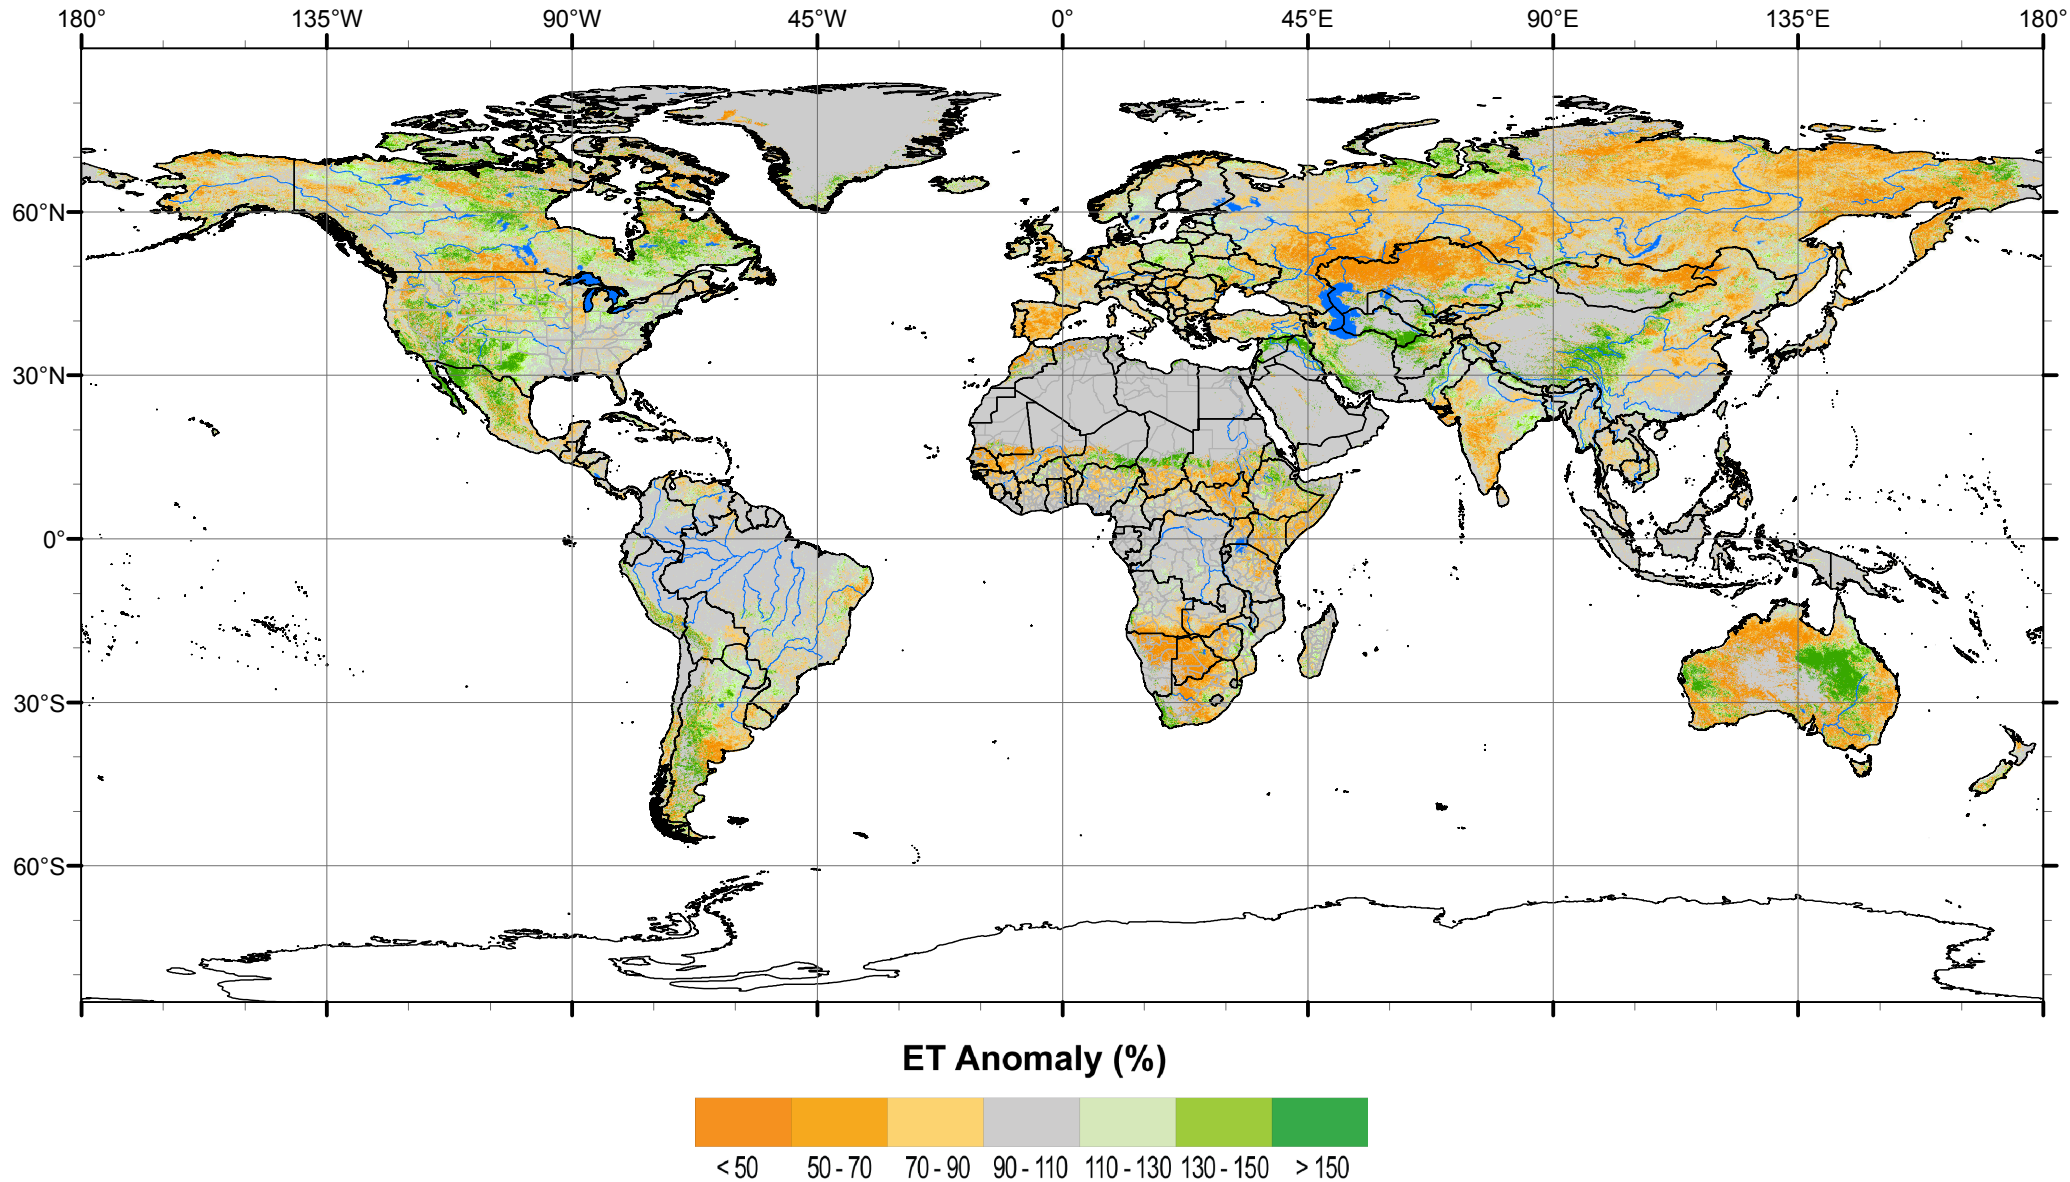 180° 135°W 90°W 45°W 0° 45°E 90°E 135°E 180°
60°N
30°N
0°
30°S
60°S
ET Anomaly (%)
< 50 50 - 70 70 - 90 90 - 110 110 - 130 130 - 150 > 150